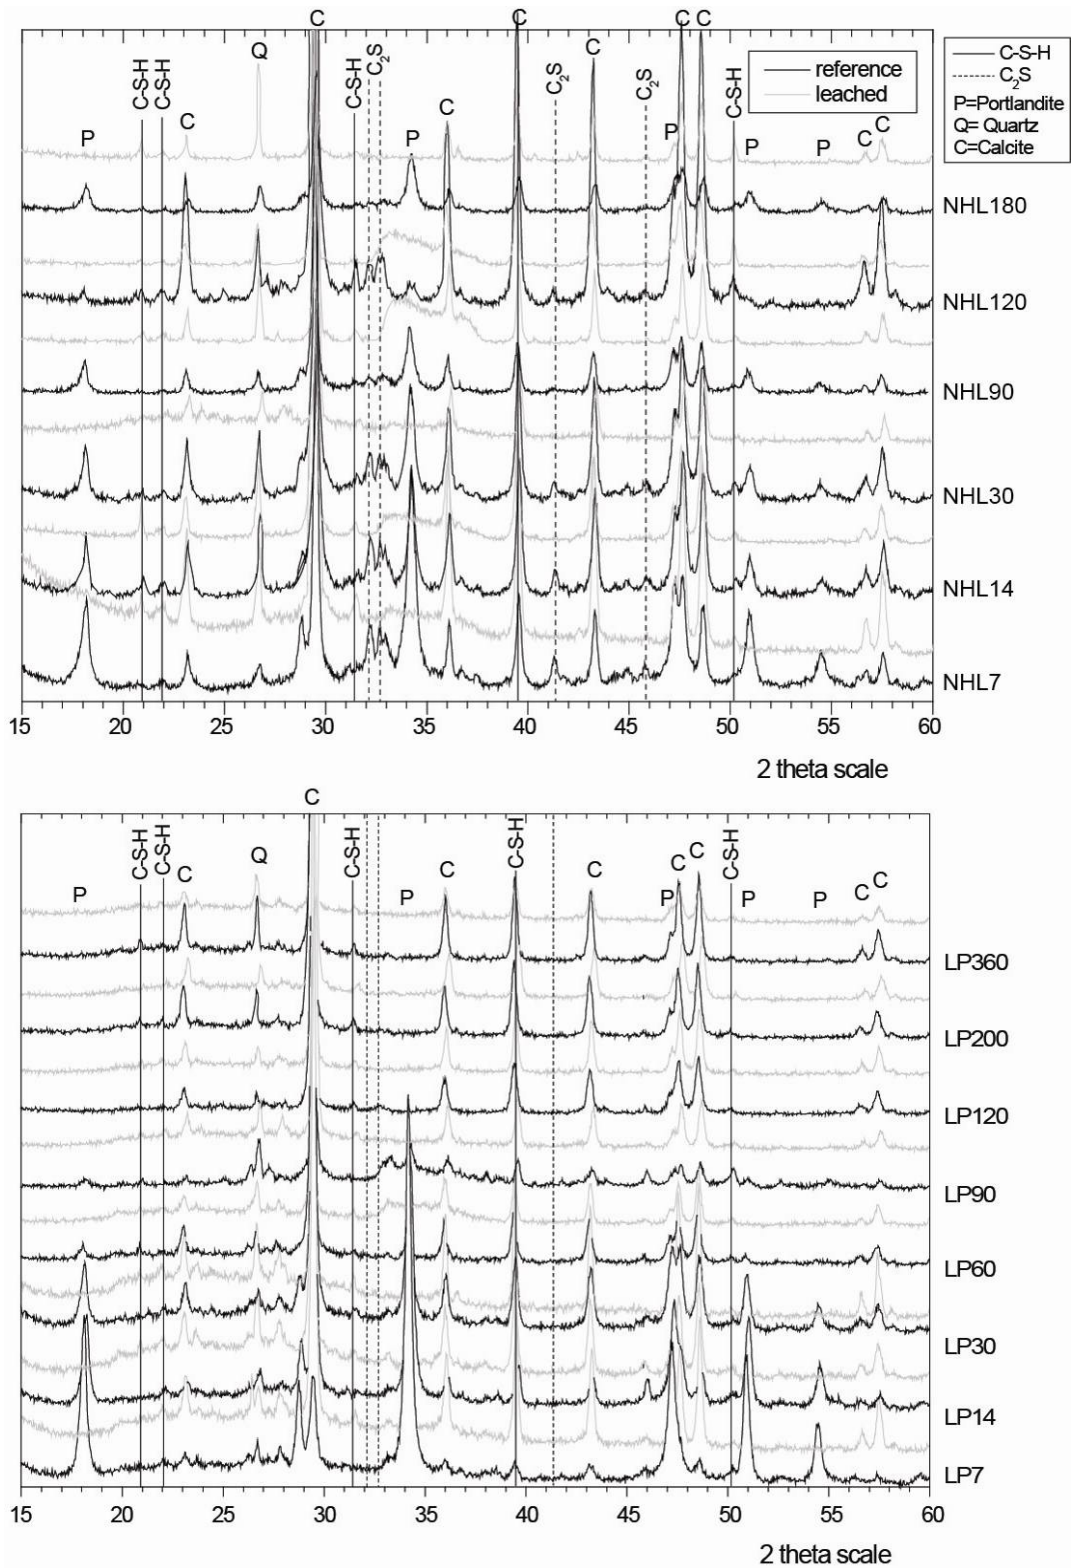 C C C
Q C
C-S-H C-S-H C C-S-H C₂S C C₂S C₂S C-S-H
P P P P P C C
reference
leached
C-S-H
C₂S
P=Portlandite
Q= Quartz
C=Calcite
NHL180
NHL120
NHL90
NHL30
NHL14
NHL7
15 20 25 30 35 40 45 50 55 60
2 theta scale
C
C-S-H C-S-H C Q C-S-H C C-S-H C C C C-S-H C C
P P P P P
LP360
LP200
LP120
LP90
LP60
LP30
LP14
LP7
15 20 25 30 35 40 45 50 55 60
2 theta scale